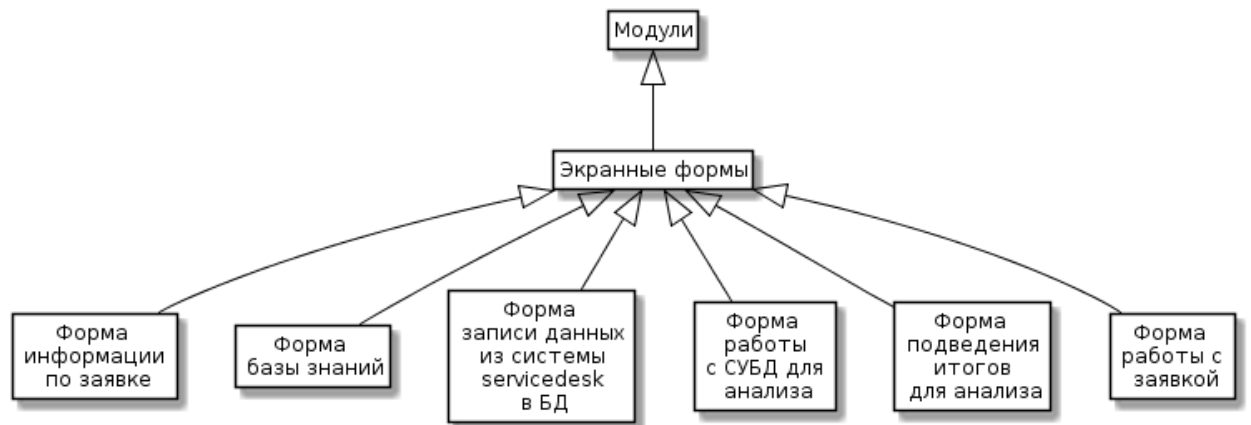 Модули
Экранные формы
Форма
информации
по заявке
Форма
базы знаний
Форма
записи данных
из системы
servicedesk
в БД
Форма
работы
с СУБД для
анализа
Форма
подведения
итогов
для анализа
Форма
работы с
заявкой